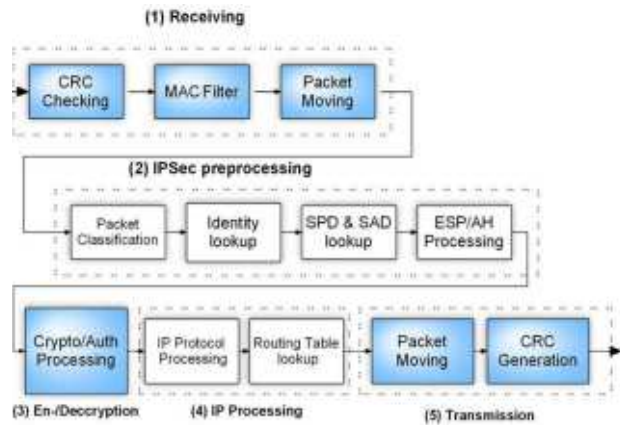 (1) Receiving
CRC
Checking
MAC Filter
Packet
Moving
(2) IPSec preprocessing
Packet
Classification
Identity
lookup
SPD & SAD
lookup
ESP/AH
Processing
Crypto/Auth
Processing
IP Protocol
Processing
Routing Table
lookup
Packet
Moving
CRC
Generation
(3) En-/Deccryption
(4) IP Processing
(5) Transmission